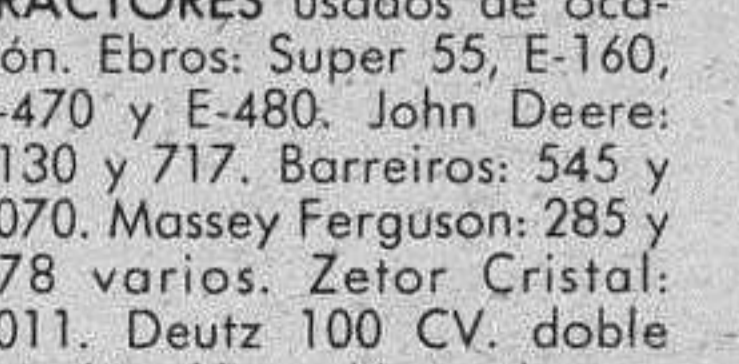 RACTORES usados de oca-
ón. Ebros: Super 55, E-160,
-470 y E-480. John Deere:
130 y 717. Barreiros: 545 y
070. Massey Ferguson: 285 y
78 varios. Zetor Cristal:
011. Deutz 100 CV. doble